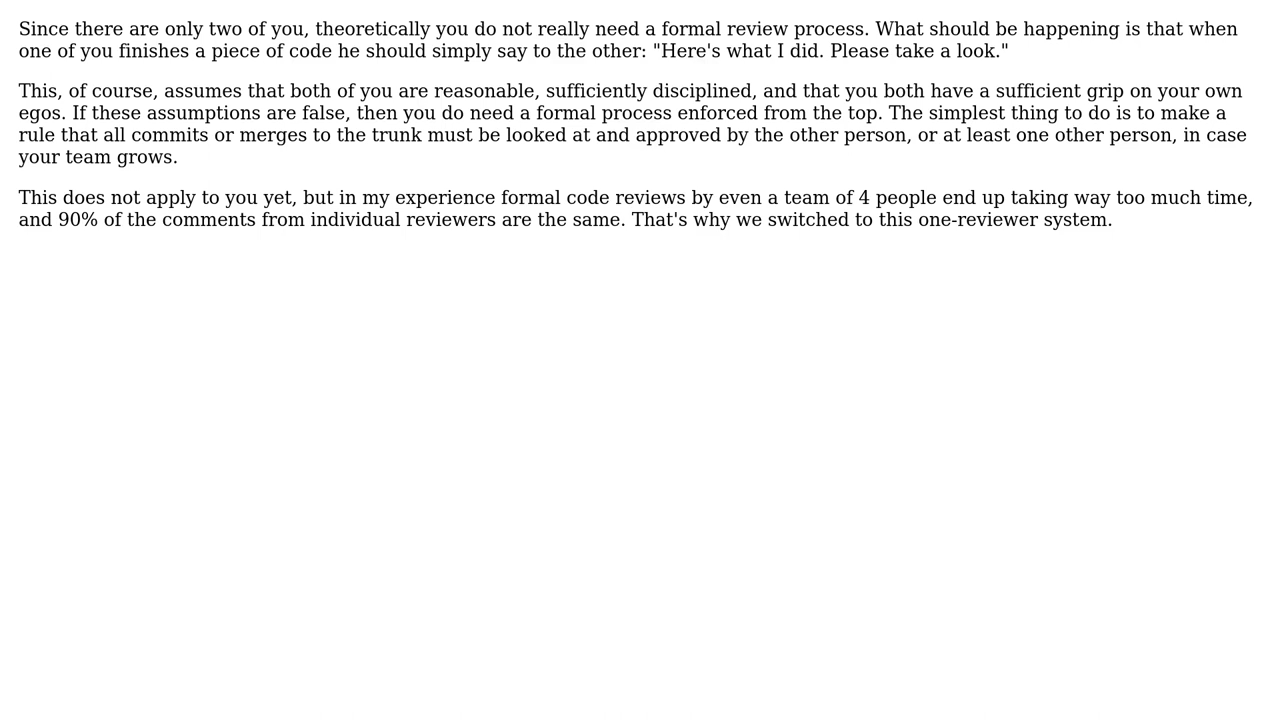 Since there are only two of you, theoretically you do not really need a formal review process. What should be happening is that when
one of you finishes a piece of code he should simply say to the other: "Here's what I did. Please take a look."
This, of course, assumes that both of you are reasonable, sufficiently disciplined, and that you both have a sufficient grip on your own
egos. If these assumptions are false, then you do need a formal process enforced from the top. The simplest thing to do is to make a
rule that all commits or merges to the trunk must be looked at and approved by the other person, or at least one other person, in case
your team grows.
This does not apply to you yet, but in my experience formal code reviews by even a team of 4 people end up taking way too much time,
and 90% of the comments from individual reviewers are the same. That's why we switched to this one-reviewer system.